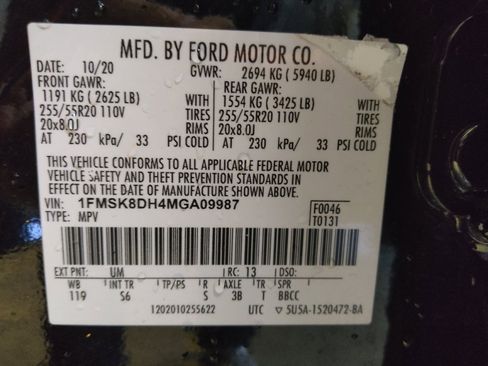 MFD. BY FORD MOTOR CO.
DATE: 10/20 GVWR: 2694 KG ( 5940 LB)
FRONT GAWR: REAR GAWR:
1191 KG ( 2625 LB) WITH 1554 KG ( 3425 LB) WITH
255/55R20 110V TIRES 255/55R20 110V TIRES
20x8.0J RIMS 20x8.0J RIMS
AT 230 kPa/ 33 PSI COLD AT 230 kPa/ 33 PSI COLD
THIS VEHICLE CONFORMS TO ALL APPLICABLE FEDERAL MOTOR
VEHICLE SAFETY AND THEFT PREVENTION STANDARDS IN
EFFECT ON THE DATE OF MANUFACTURE SHOWN ABOVE.
VIN: 1FMSK8DH4MGA09987 F0046
TYPE: MPV T0131
EXT PNT: UM RC: 13 DSO:
WB INT TR TP/PS R AXLE TR SPR
119 S6 S 3B T BBCC
1202010255622 UTC 5U5A-1520472-BA